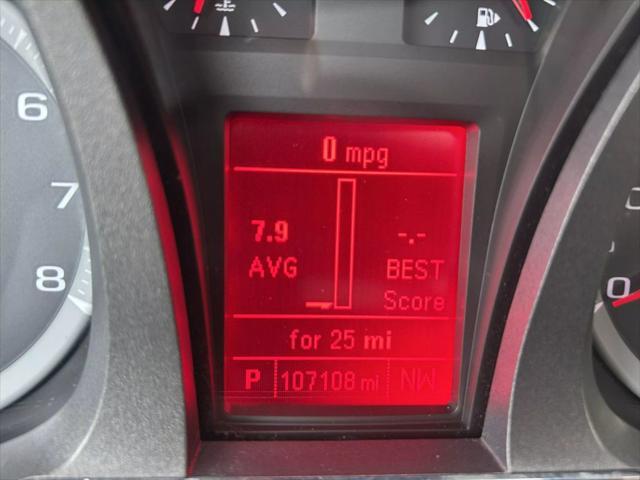 6
7
8
0 mpg
7.9
-.-
AVG
BEST
Score
for 25 mi
P 107108 mi NW
0